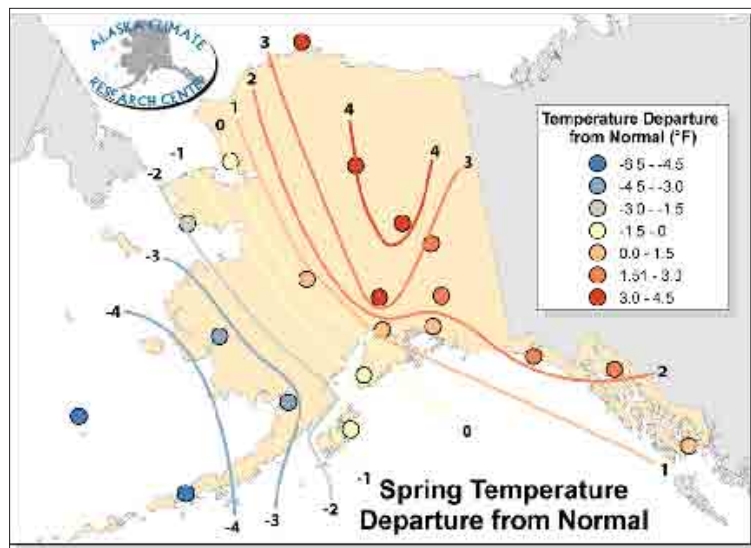 ALASKA CLIMATE
RESEARCH CENTER
3
2
1
0
-1
-2
-3
-4
4
4
3
Temperature Departure
from Normal (°F)
-6.5 - -4.5
-4.5 - -3.0
-3.0 - -1.5
-1.5 - 0
0.0 - 1.5
1.51 - 3.0
3.0 - 4.5
2
0
1
-1
-2
-3
-4
Spring Temperature
Departure from Normal